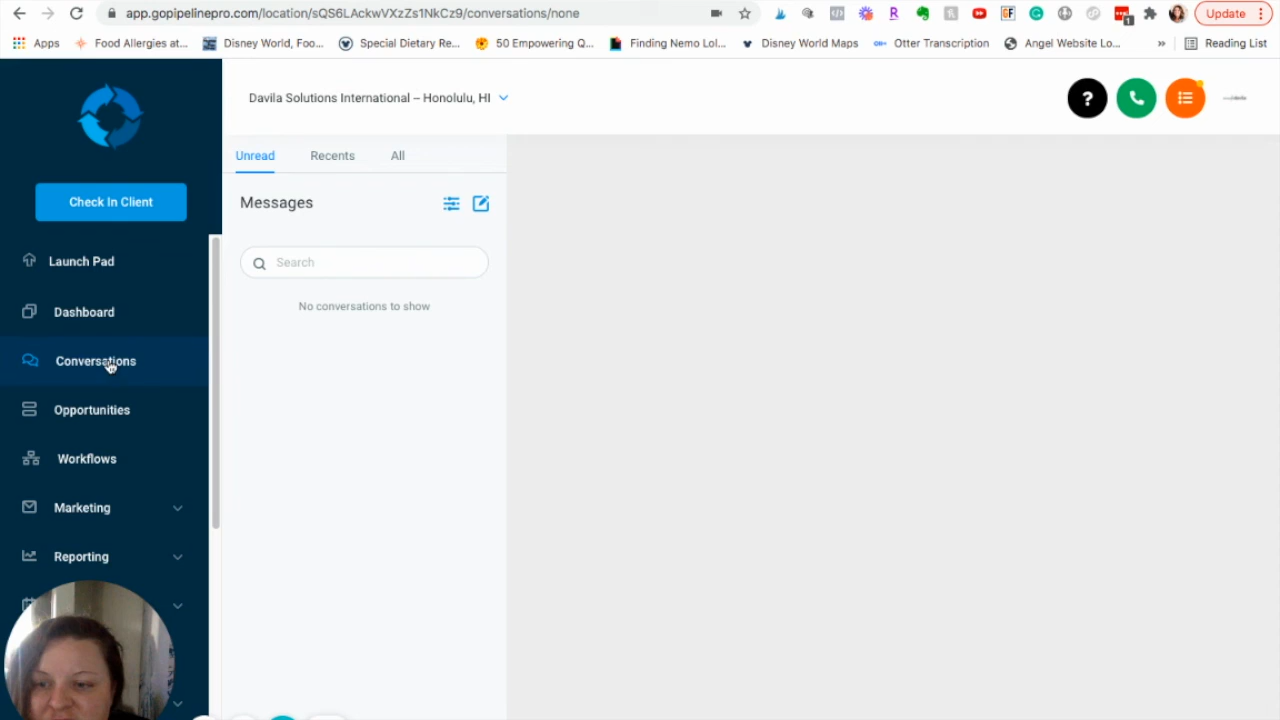 app.gopipelinepro.com/location/sQS6LAckwVXzZs1NkCz9/conversations/none
1
Update
Apps
Food Allergies at...
Disney World, Foo...
Special Dietary Re...
50 Empowering Q...
Finding Nemo Lol...
Disney World Maps
Otter Transcription
Angel Website Lo...
»
Reading List
Davila Solutions International – Honolulu, HI
?
Check In Client
Unread
Recents
All
Messages
Search
No conversations to show
Launch Pad
Dashboard
Conversations
Opportunities
Workflows
Marketing
Reporting